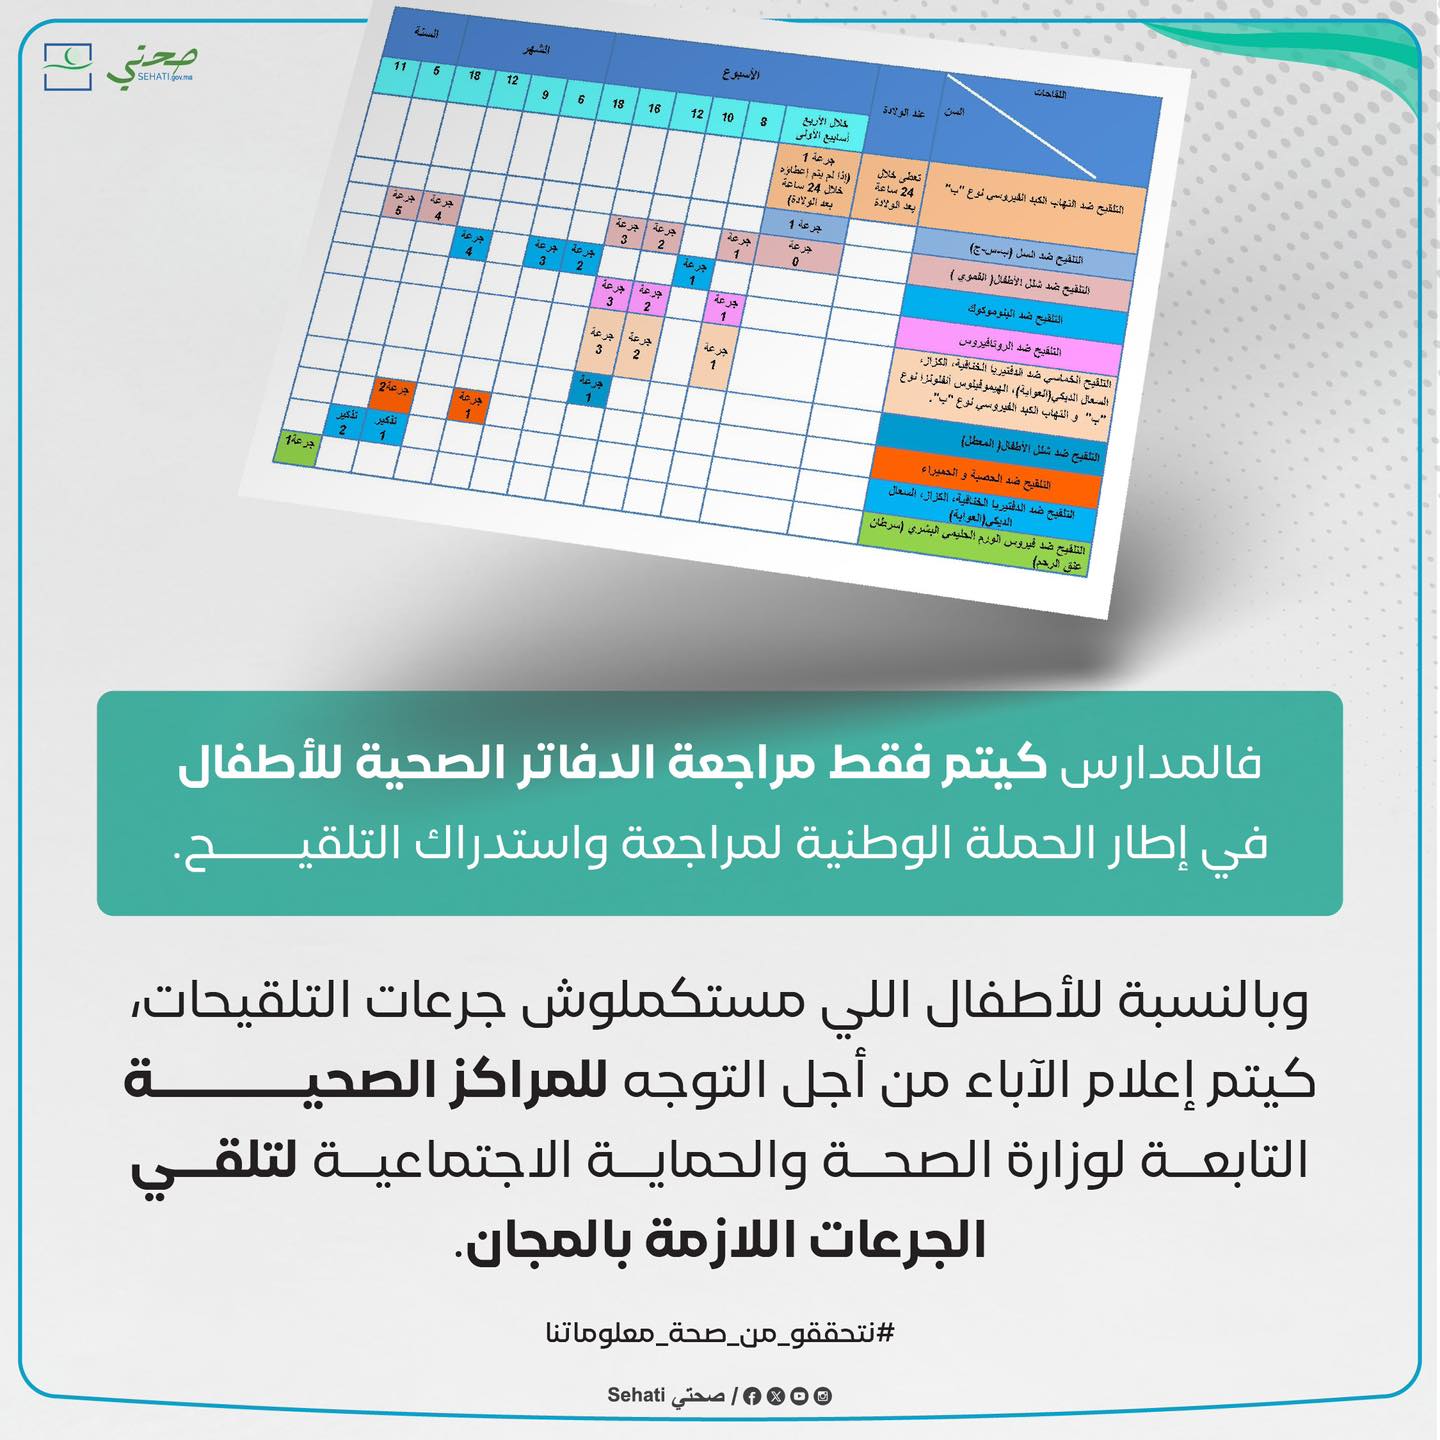 صحتي
SEHATI.gov.ma
اللقاحات
السن
عند الولادة
الأسبوع
الشهر
السنة
خلال الأربع
أسابيع الأولى
8
10
12
16
18
6
9
12
18
5
11
التلقيح ضد التهاب الكبد الفيروسي نوع "ب"
تعطى خلال
24 ساعة
بعد الولادة
جرعة 1
(إذا لم يتم إعطاؤه
خلال 24 ساعة
بعد الولادة)
التلقيح ضد السل (ب-س-ج)
جرعة 1
التلقيح ضد شلل الأطفال( الفموي )
جرعة 0
جرعة 1
جرعة 2
جرعة 3
جرعة 4
جرعة 5
التلقيح ضد البنوموكوك
جرعة 1
جرعة 2
جرعة 3
جرعة 4
التلقيح ضد الروتافيروس
جرعة 1
جرعة 2
جرعة 3
التلقيح الخماسي ضد الدفتيريا الخناقية، الكزاز،
السعال الديكي(العواية)، الهيموفيلوس أنفلونزا نوع
"ب" و التهاب الكبد الفيروسي نوع "ب".
جرعة 1
جرعة 2
جرعة 3
التلقيح ضد شلل الأطفال( المعطل)
جرعة 1
التلقيح ضد الحصبة و الحميراء
جرعة 1
جرعة2
التلقيح ضد الدفتيريا الخناقية، الكزاز، السعال
الديكي(العواية)
تذكير 1
تذكير 2
التلقيح ضد فيروس الورم الحليمي البشري (سرطان
عنق الرحم)
جرعة1
فالمدارس كيتم فقط مراجعة الدفاتر الصحية للأطفال
في إطار الحملة الوطنية لمراجعة واستدراك التلقيح.
وبالنسبة للأطفال اللي مستكملوش جرعات التلقيحات،
كيتم إعلام الآباء من أجل التوجه للمراكز الصحية
التابعة لوزارة الصحة والحماية الاجتماعية لتلقي
الجرعات اللازمة بالمجان.
#نتحققو_من_صحة_معلوماتنا
Sehati صحتي /